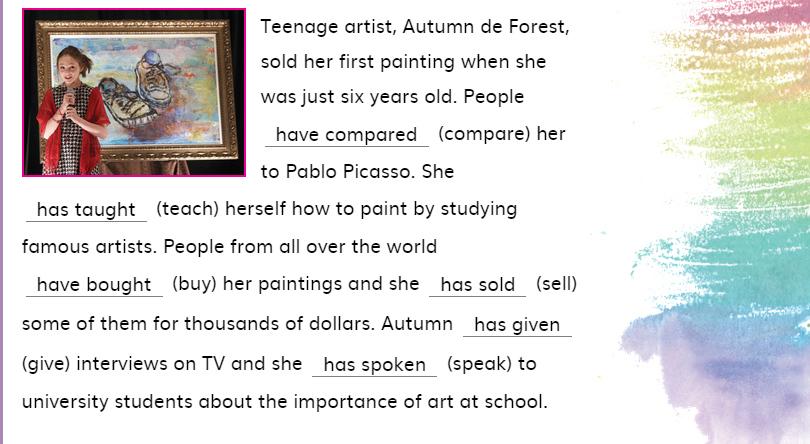 Teenage artist, Autumn de Forest,
sold her first painting when she
was just six years old. People
have compared (compare) her
to Pablo Picasso. She
has taught (teach) herself how to paint by studying
famous artists. People from all over the world
have bought (buy) her paintings and she has sold (sell)
some of them for thousands of dollars. Autumn has given
(give) interviews on TV and she has spoken (speak) to
university students about the importance of art at school.